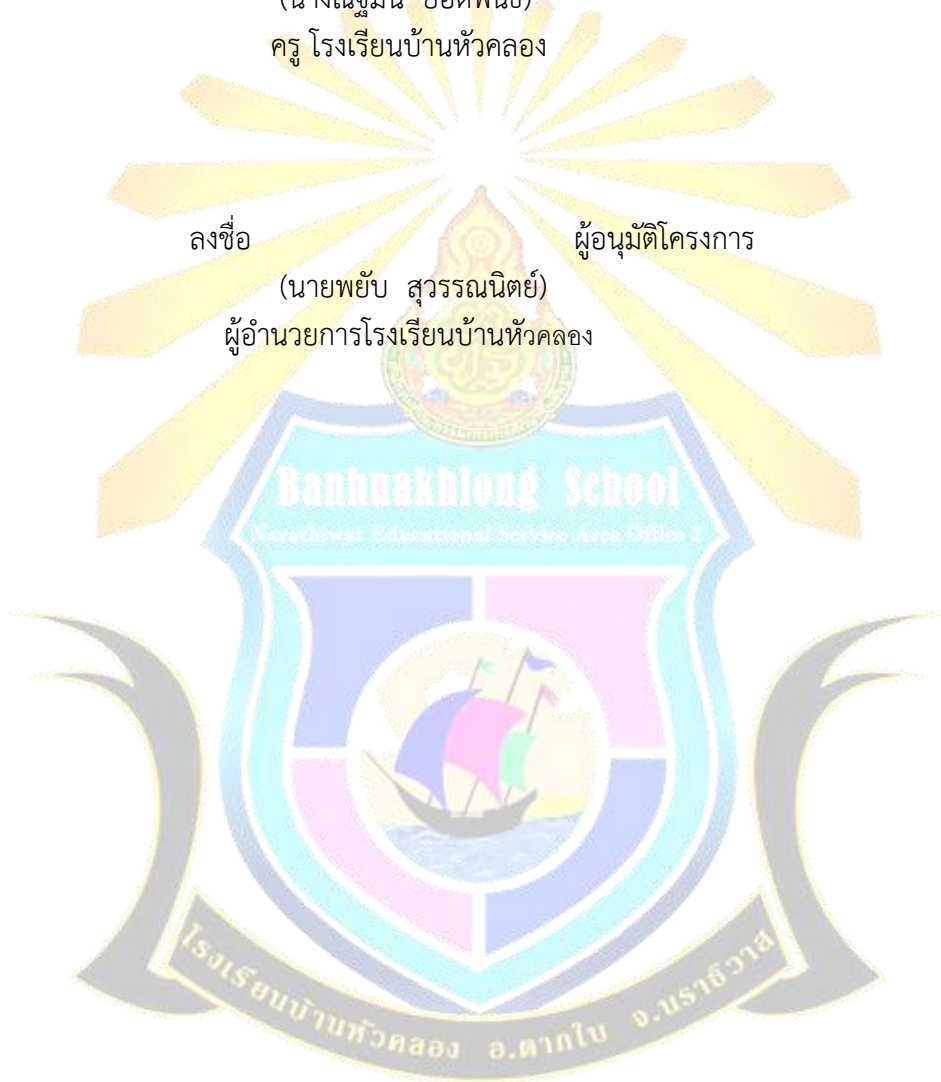 ครู โรงเรียนบ้านหัวคลอง
ลงชื่อ ผู้อนุมัติโครงการ
(นายพยับ สุวรรณนิตย์)
ผู้อำนวยการโรงเรียนบ้านหัวคลอง
Banhuakhlong School
Narathiwat Educational Service Area Office 2
โรงเรียนบ้านหัวคลอง อ.ตากใบ จ.นราธิวาส